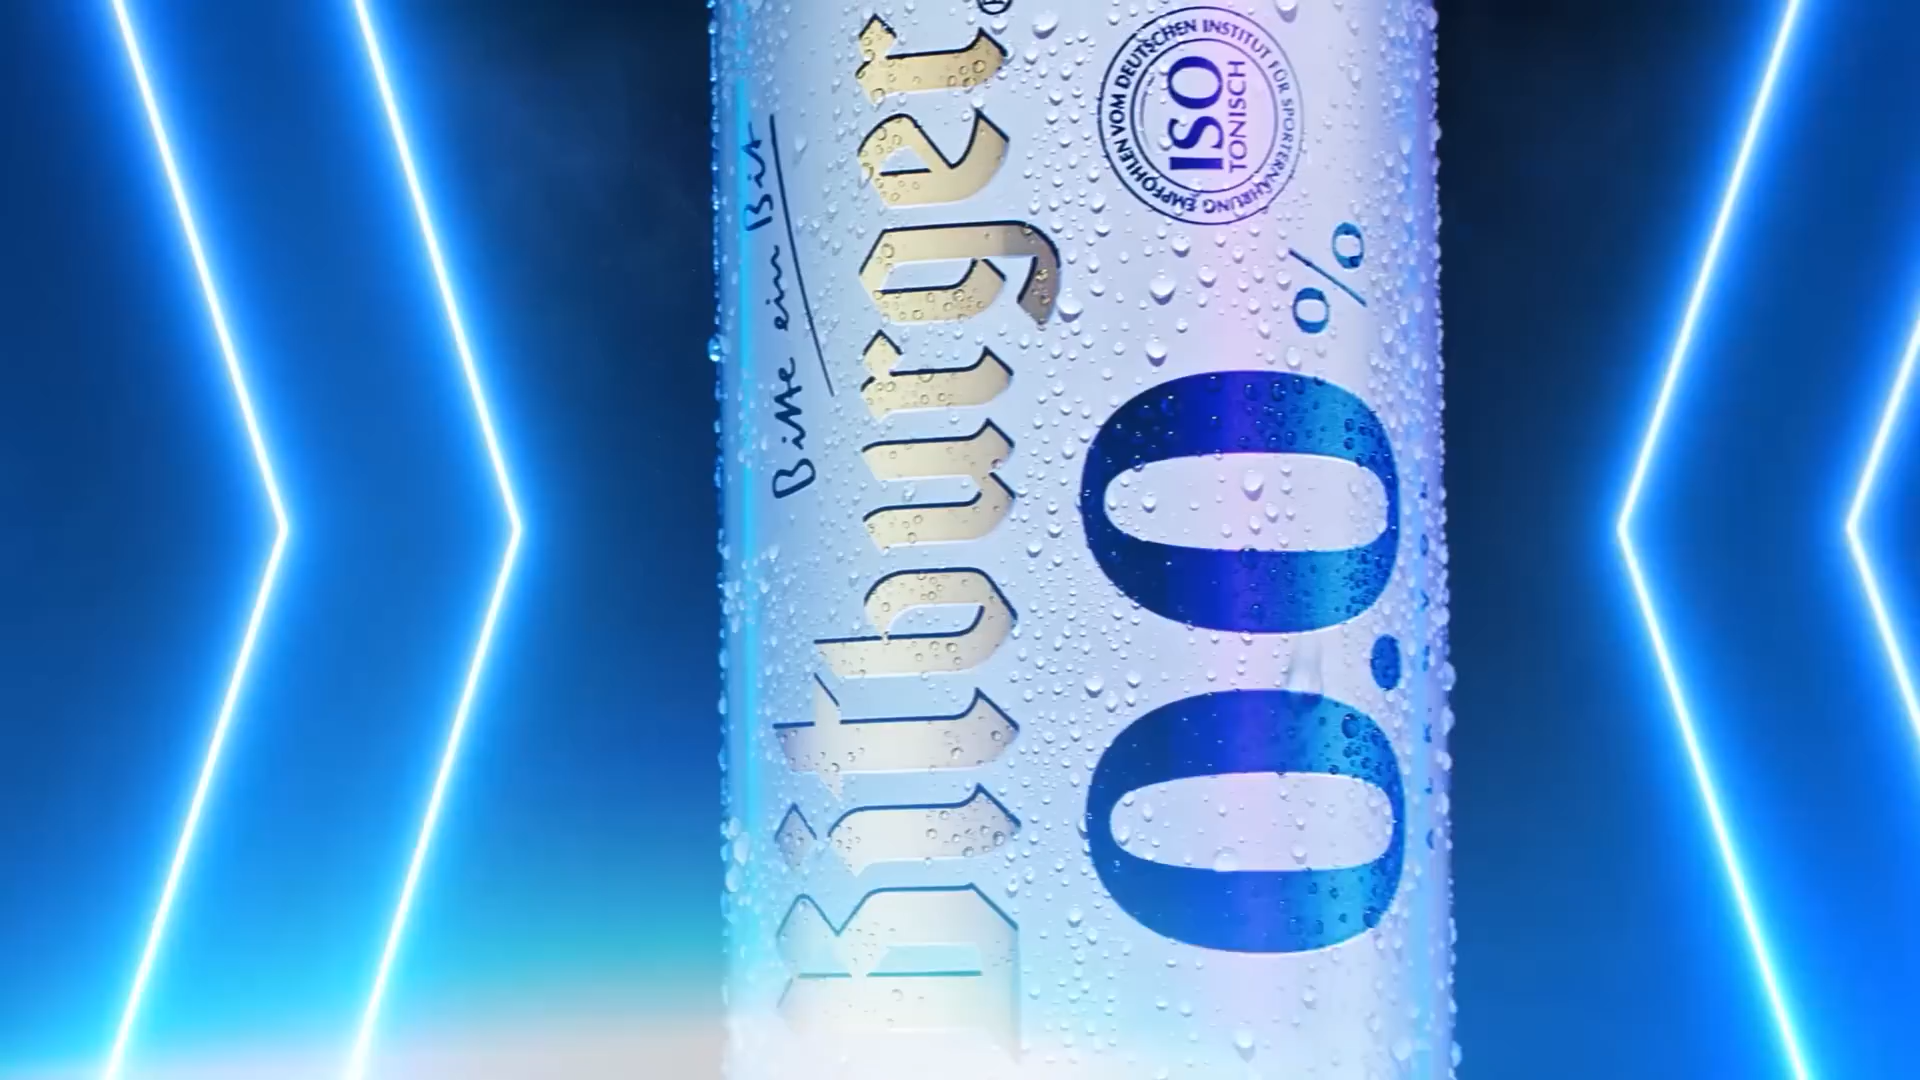 Bitte ein Bit
Bitburger®
EMPFOHLEN VOM DEUTSCHEN INSTITUT FÜR SPORTERNÄHRUNG
ISO
TONISCH
0.0%